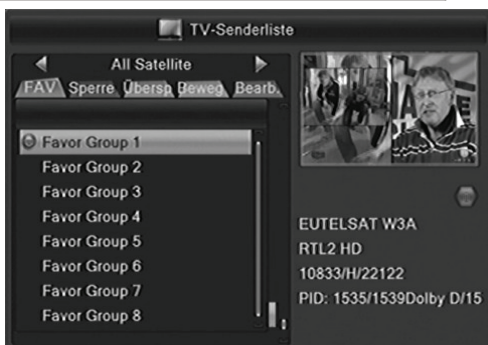 TV-Senderliste
All Satellite
FAV Sperre Übersp Beweg Bearb.
Favor Group 1
Favor Group 2
Favor Group 3
Favor Group 4
Favor Group 5
Favor Group 6
Favor Group 7
Favor Group 8
EUTELSAT W3A
RTL2 HD
10833/H/22122
PID: 1535/1539Dolby D/15